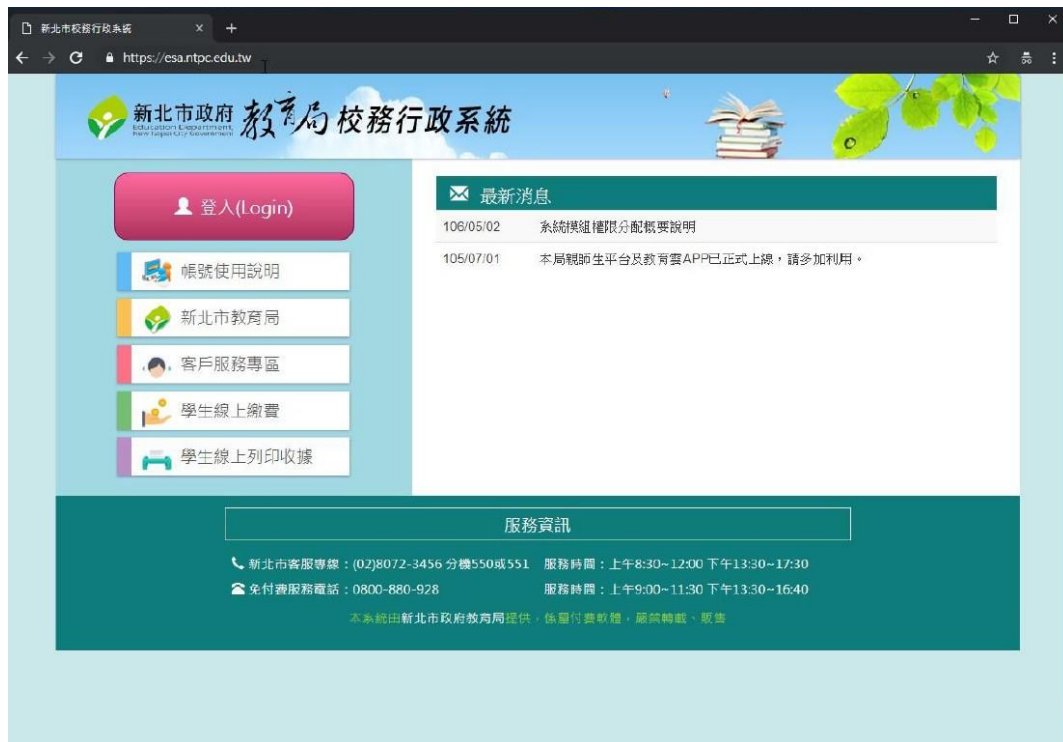 新北市校務行政系統
https://esa.ntpc.edu.tw
新北市政府 教育局 校務行政系統
Education Department,
New Taipei City Government
登入(Login)
帳號使用說明
新北市教育局
客戶服務專區
學生線上繳費
學生線上列印收據
最新消息
106/05/02 系統模組權限分配概要說明
105/07/01 本局親師生平台及教育雲APP已正式上線，請多加利用。
服務資訊
新北市客服專線：(02)8072-3456 分機550或551 服務時間：上午8:30~12:00 下午13:30~17:30
免付費服務電話：0800-880-928 服務時間：上午9:00~11:30 下午13:30~16:40
本系統由新北市政府教育局提供，係屬付費軟體，嚴禁轉載、販售